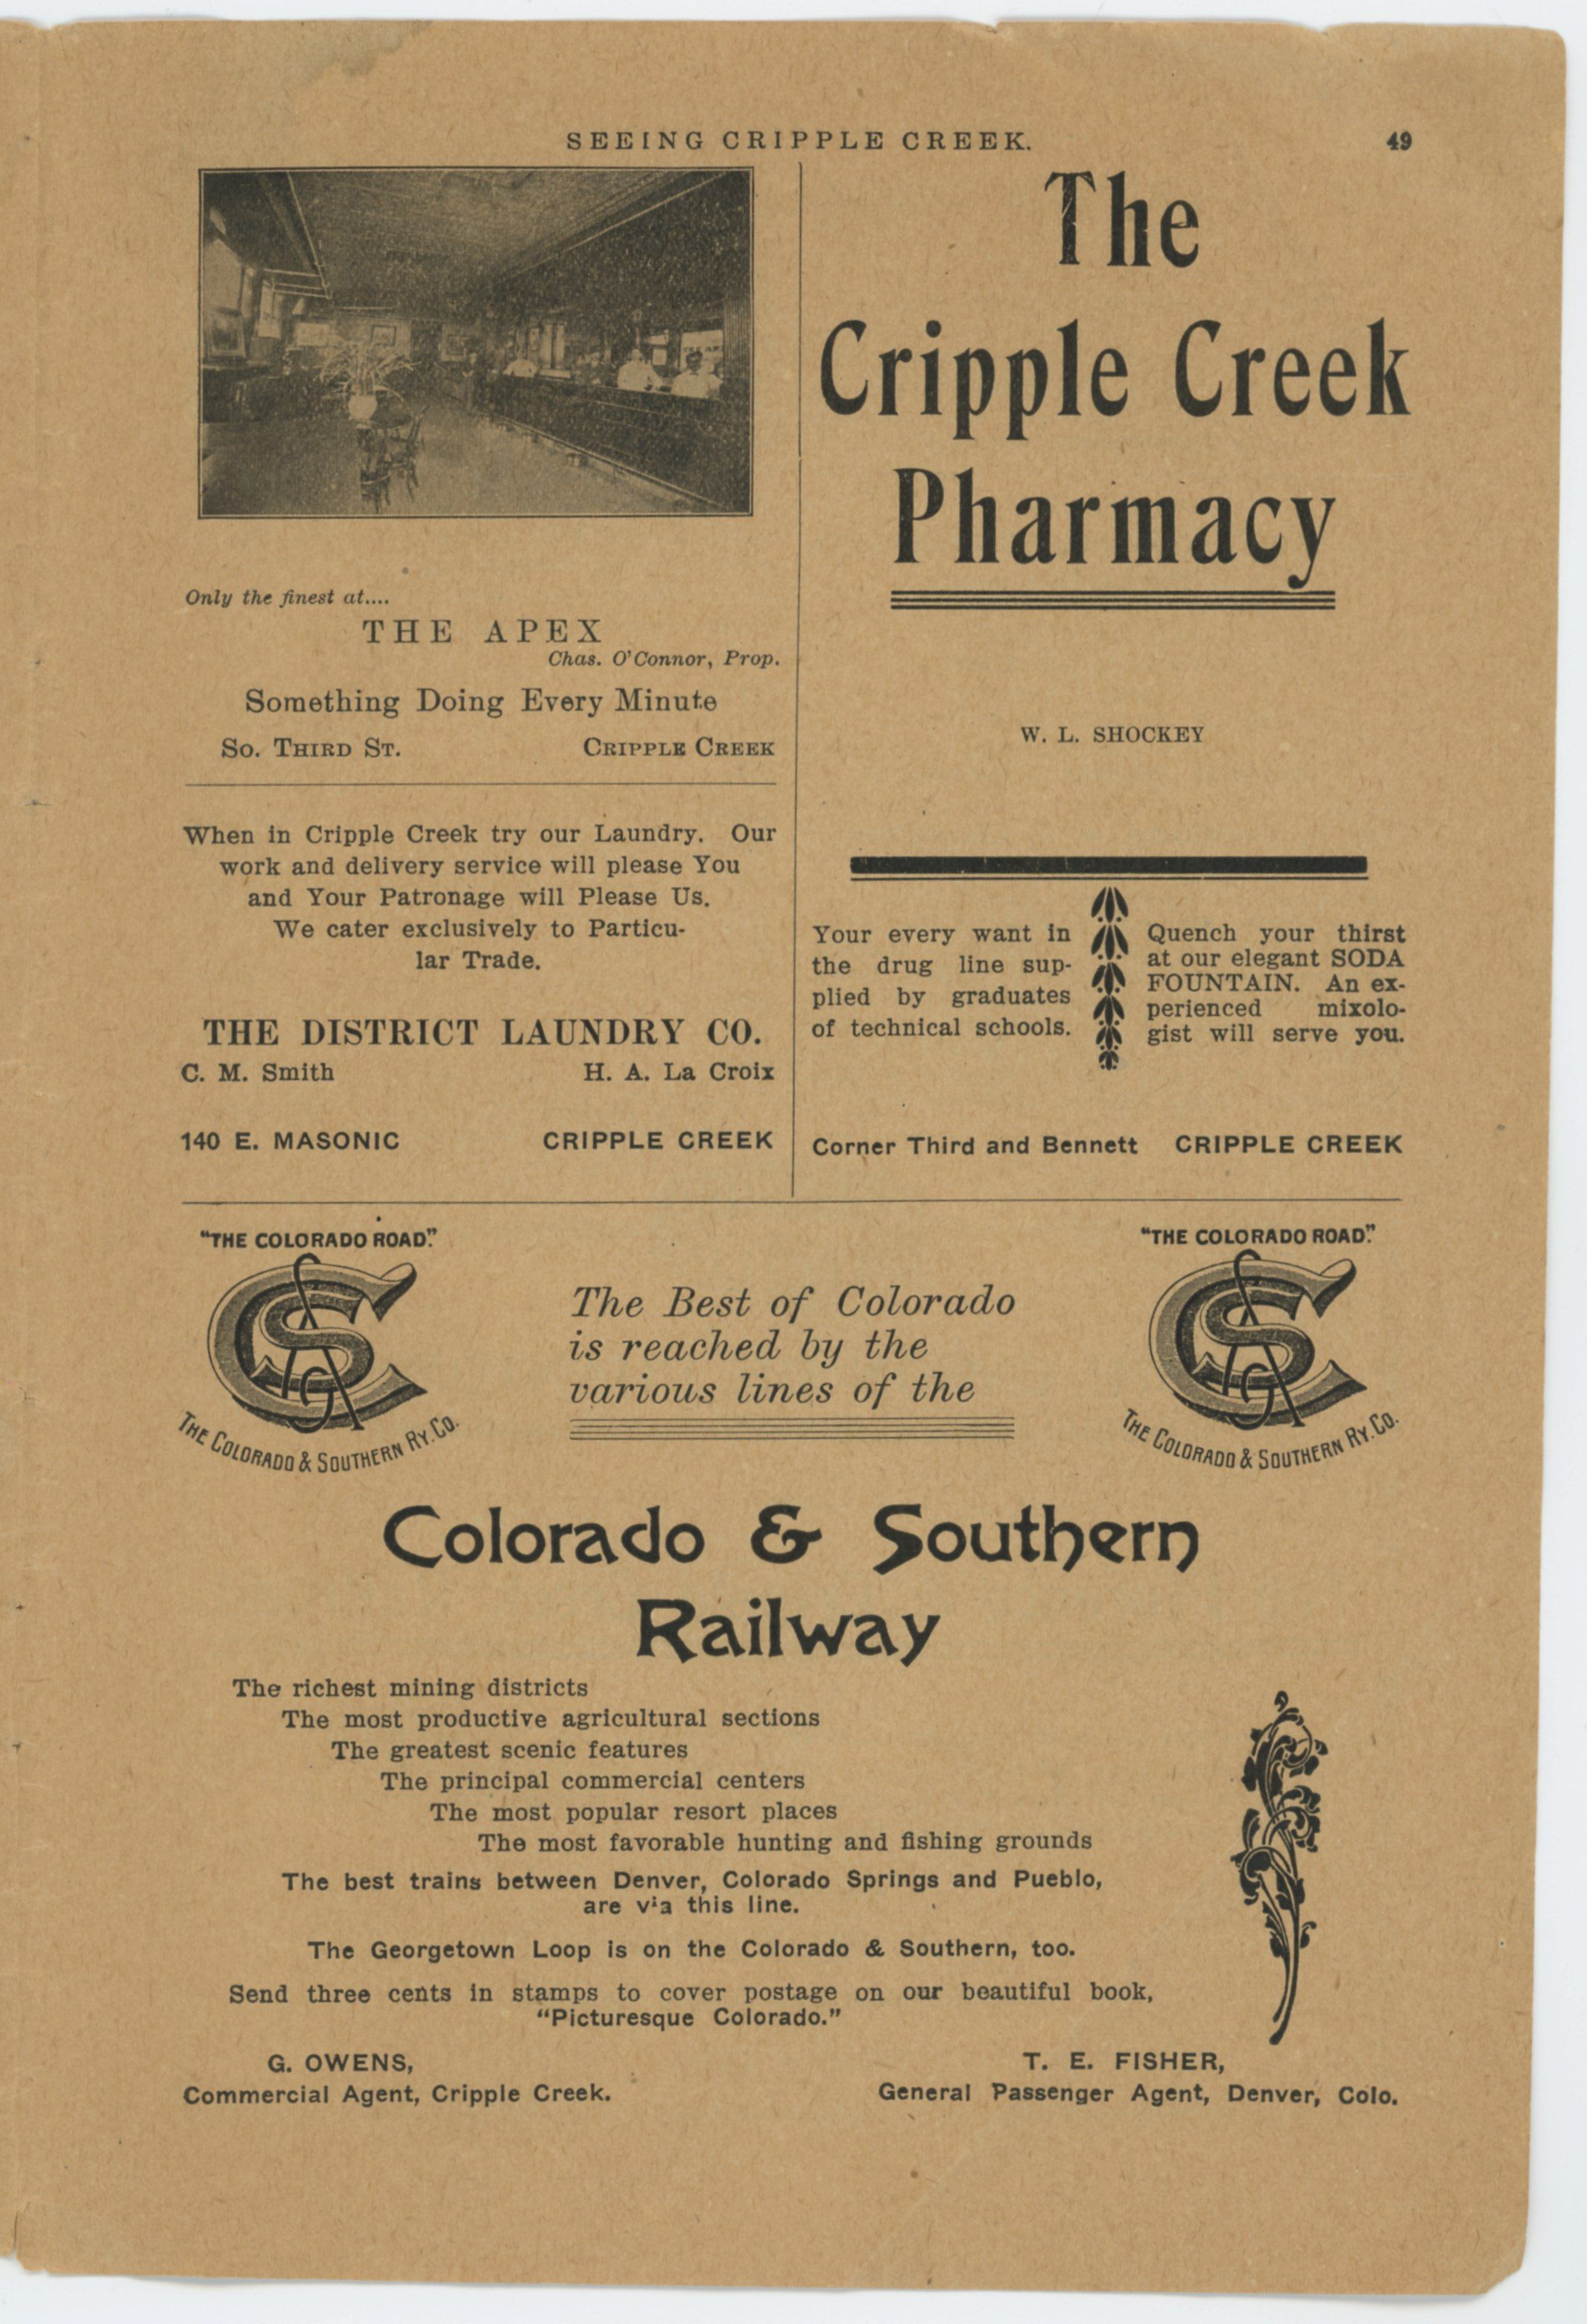 SEEING CRIPPLE CREEK.
49
Only the finest at....
THE APEX
Chas. O'Connor, Prop.
Something Doing Every Minute
So. Third St. Cripple Creek
When in Cripple Creek try our Laundry. Our
work and delivery service will please You
and Your Patronage will Please Us.
We cater exclusively to Particu-
lar Trade.
THE DISTRICT LAUNDRY CO.
C. M. Smith H. A. La Croix
140 E. MASONIC CRIPPLE CREEK
The
Cripple Creek
Pharmacy
W. L. SHOCKEY
Your every want in
the drug line sup-
plied by graduates
of technical schools.
Quench your thirst
at our elegant SODA
FOUNTAIN. An ex-
perienced mixolo-
gist will serve you.
Corner Third and Bennett CRIPPLE CREEK
"THE COLORADO ROAD."
C&S
THE COLORADO & SOUTHERN RY. CO.
The Best of Colorado
is reached by the
various lines of the
"THE COLORADO ROAD."
C&S
THE COLORADO & SOUTHERN RY. CO.
Colorado & Southern
Railway
The richest mining districts
The most productive agricultural sections
The greatest scenic features
The principal commercial centers
The most popular resort places
The most favorable hunting and fishing grounds
The best trains between Denver, Colorado Springs and Pueblo,
are via this line.
The Georgetown Loop is on the Colorado & Southern, too.
Send three cents in stamps to cover postage on our beautiful book,
"Picturesque Colorado."
G. OWENS,
Commercial Agent, Cripple Creek.
T. E. FISHER,
General Passenger Agent, Denver, Colo.